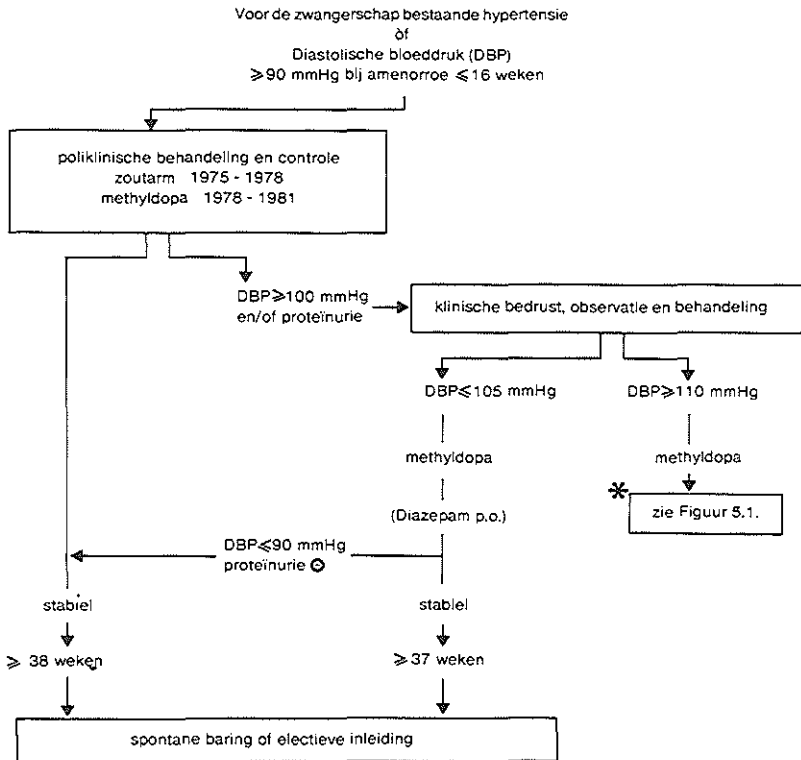 Voor de zwangerschap bestaande hypertensie
òf
Diastolische bloeddruk (DBP)
⩾90 mmHg bij amenorroe ⩽16 weken
poliklinische behandeling en controle
zoutarm 1975 - 1978
methyldopa 1978 - 1981
DBP⩾100 mmHg
en/of proteïnurie
klinische bedrust, observatie en behandeling
DBP⩽105 mmHg
DBP⩾110 mmHg
methyldopa
methyldopa
(Diazepam p.o.)
* zie Figuur 5.1.
DBP⩽90 mmHg
proteïnurie ⊖
stabiel
stabiel
⩾ 38 weken
⩾37 weken
spontane baring of electieve inleiding